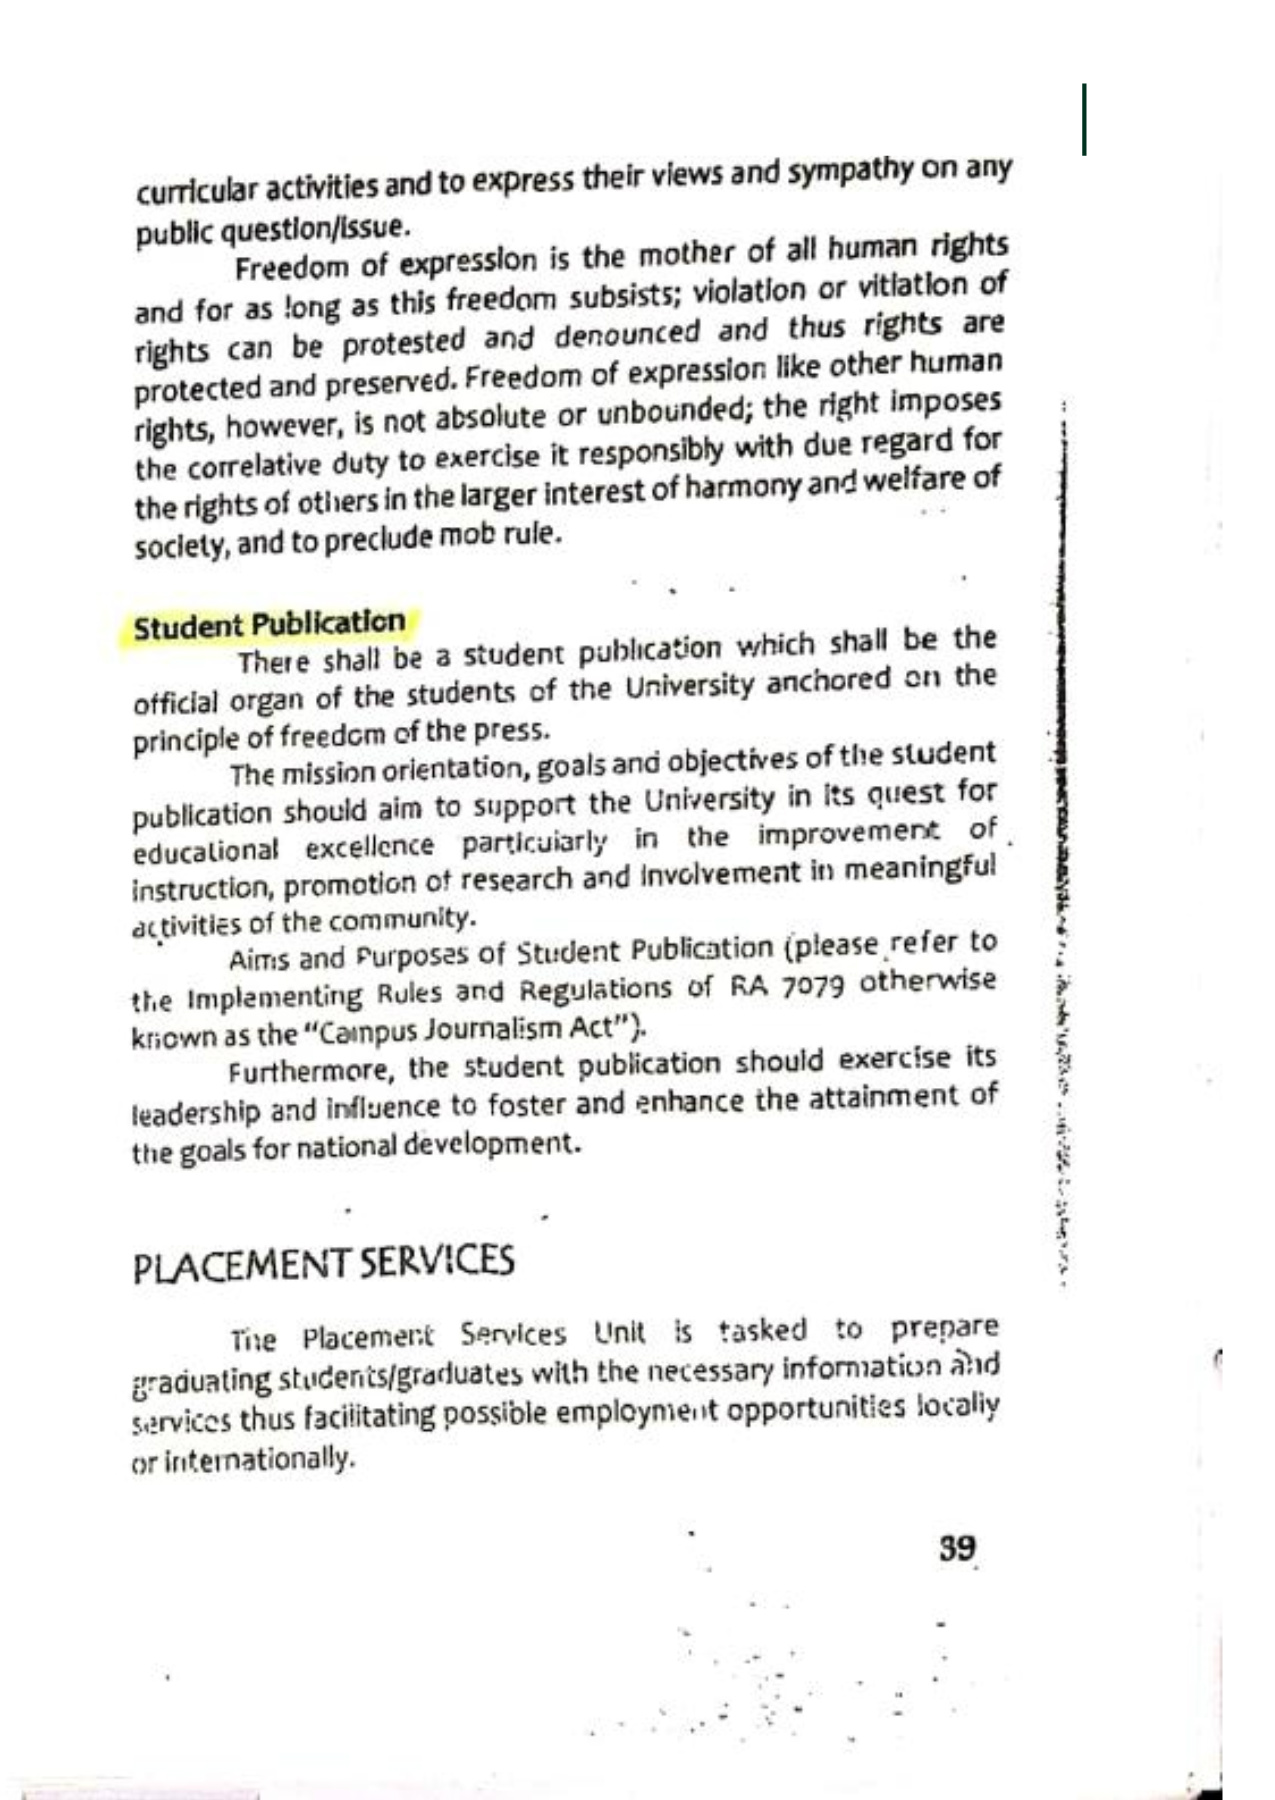 curricular activities and to express their views and sympathy on any
public question/issue.
Freedom of expression is the mother of all human rights
and for as long as this freedom subsists; violation or vitiation of
rights can be protested and denounced and thus rights are
protected and preserved. Freedom of expression like other human
rights, however, is not absolute or unbounded; the right imposes
the correlative duty to exercise it responsibly with due regard for
the rights of others in the larger interest of harmony and welfare of
society, and to preclude mob rule.
Student Publication
There shall be a student publication which shall be the
official organ of the students of the University anchored on the
principle of freedom of the press.
The mission orientation, goals and objectives of the student
publication should aim to support the University in its quest for
educational excellence particularly in the improvement of
instruction, promotion of research and involvement in meaningful
activities of the community.
Aims and Purposes of Student Publication (please refer to
the Implementing Rules and Regulations of RA 7079 otherwise
known as the “Campus Journalism Act”).
Furthermore, the student publication should exercise its
leadership and influence to foster and enhance the attainment of
the goals for national development.
PLACEMENT SERVICES
The Placement Services Unit is tasked to prepare
graduating students/graduates with the necessary information and
services thus facilitating possible employment opportunities locally
or internationally.
39